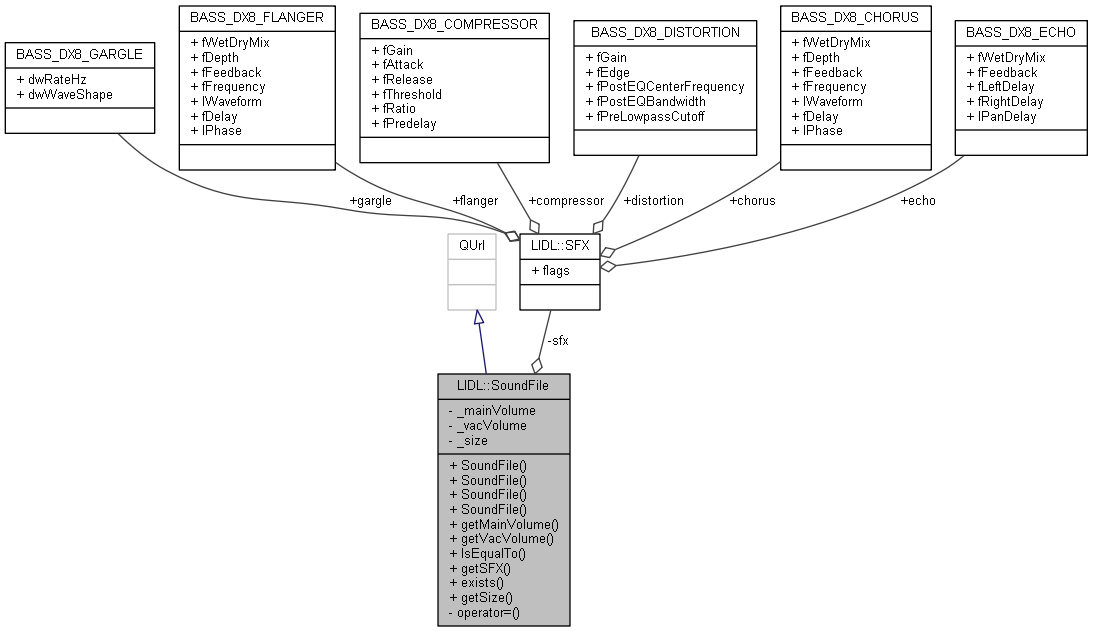 BASS_DX8_GARGLE
+ dwRateHz
+ dwWaveShape
BASS_DX8_FLANGER
+ fWetDryMix
+ fDepth
+ fFeedback
+ fFrequency
+ lWaveform
+ fDelay
+ lPhase
BASS_DX8_COMPRESSOR
+ fGain
+ fAttack
+ fRelease
+ fThreshold
+ fRatio
+ fPredelay
BASS_DX8_DISTORTION
+ fGain
+ fEdge
+ fPostEQCenterFrequency
+ fPostEQBandwidth
+ fPreLowpassCutoff
BASS_DX8_CHORUS
+ fWetDryMix
+ fDepth
+ fFeedback
+ fFrequency
+ lWaveform
+ fDelay
+ lPhase
BASS_DX8_ECHO
+ fWetDryMix
+ fFeedback
+ fLeftDelay
+ fRightDelay
+ lPanDelay
+gargle
+flanger
+compressor
+distortion
+chorus
+echo
QUrl
LIDL::SFX
+ flags
-sfx
LIDL::SoundFile
- _mainVolume
- _vacVolume
- _size
+ SoundFile()
+ SoundFile()
+ SoundFile()
+ SoundFile()
+ getMainVolume()
+ getVacVolume()
+ IsEqualTo()
+ getSFX()
+ exists()
+ getSize()
- operator=()